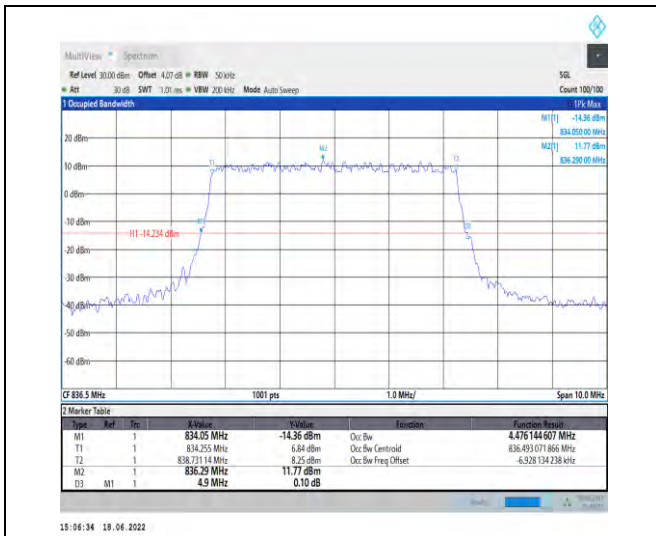 MultiView Spectrum
Ref Level 30.00 dBm Offset 4.07 dB RBW 50 kHz SGL
Att 30 dB SWT 1.01 ms VBW 200 kHz Mode Auto Sweep Count 100/100
1 Occupied Bandwidth 1Pk Max
M1[1] -14.36 dBm
834.05000 MHz
M2[1] 11.77 dBm
836.29000 MHz
20 dBm
M2
T1
T2
10 dBm
0 dBm
-10 dBm
H1 -14.234 dBm
-20 dBm
-30 dBm
-40 dBm
-50 dBm
-60 dBm
CF 836.5 MHz 1001 pts 1.0 MHz/ Span 10.0 MHz
2 Marker Table
Type Ref Trc X-Value Y-Value Function Function Result
M1 1 834.05 MHz -14.36 dBm Occ Bw 4.476 144 607 MHz
T1 1 834.255 MHz 6.84 dBm Occ Bw Centroid 836.493 071 866 MHz
T2 1 838.731 14 MHz 8.25 dBm Occ Bw Freq Offset -6.928 134 238 kHz
M2 1 836.29 MHz 11.77 dBm
D3 M1 1 4.9 MHz 0.10 dB
15:06:34 18.06.2022